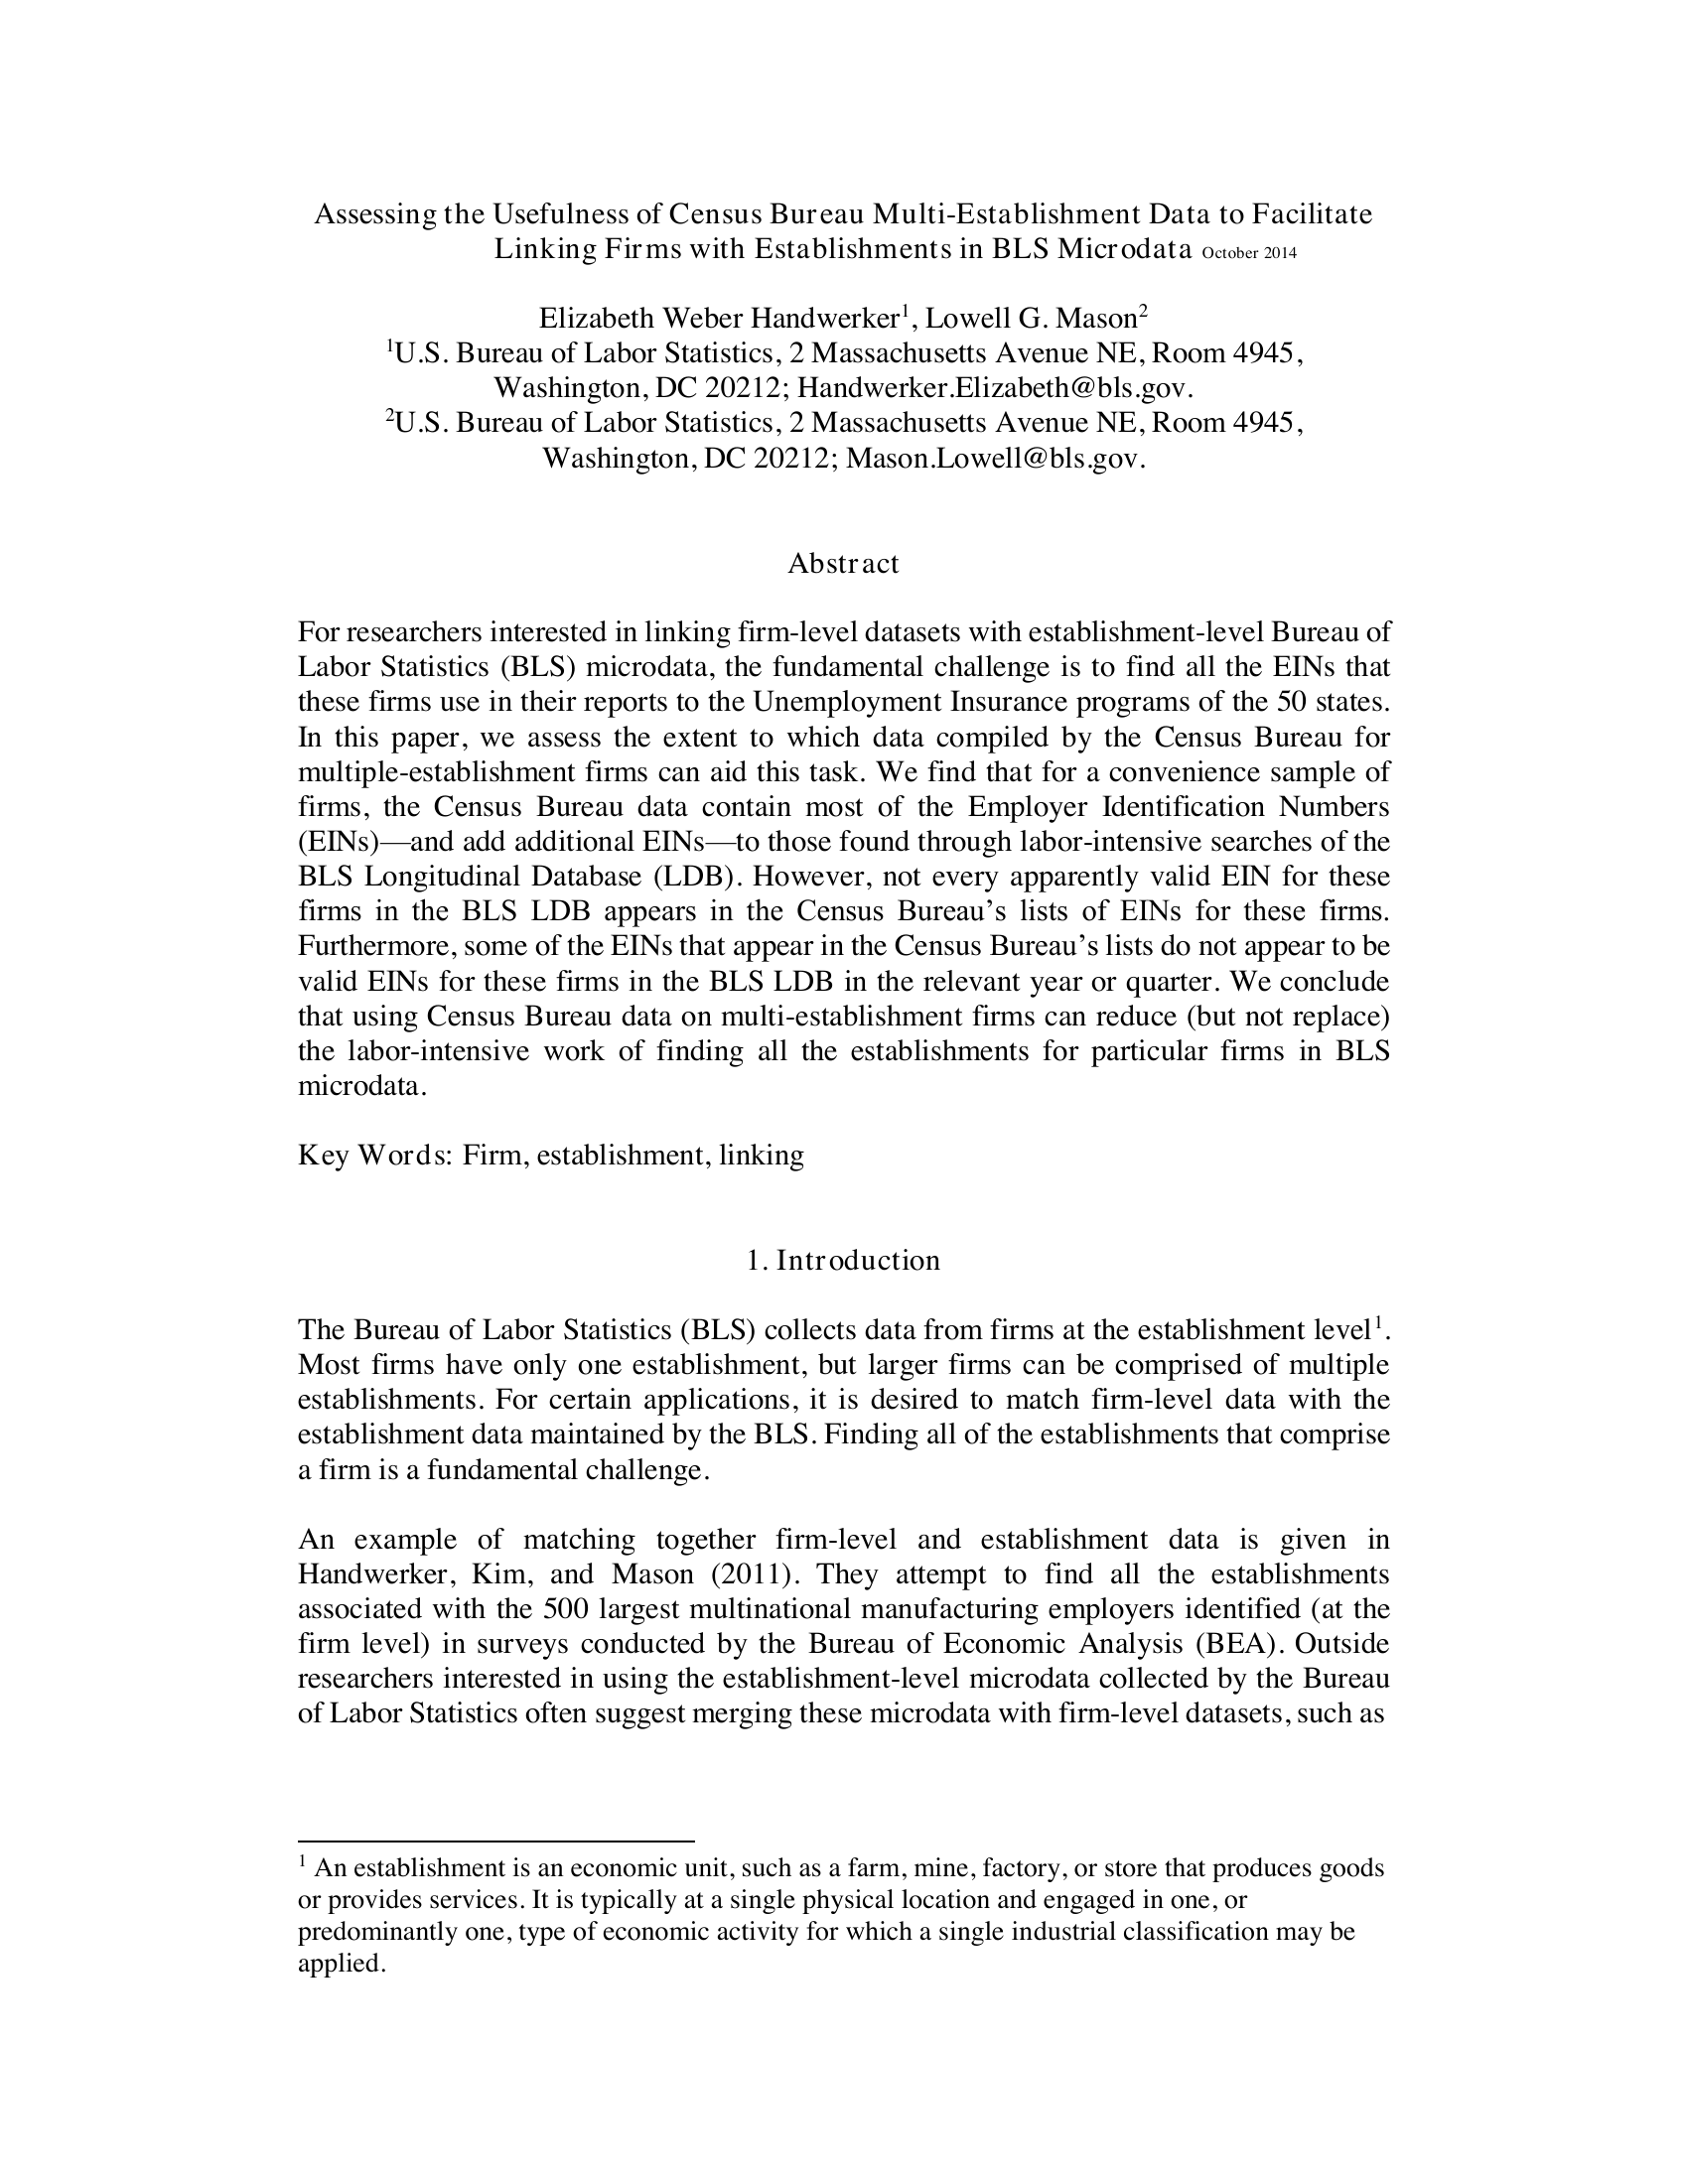 Assessing the Usefulness of Census Bureau Multi-Establishment Data to Facilitate
Linking Firms with Establishments in BLS Microdata October 2014
Elizabeth Weber Handwerker1, Lowell G. Mason2
1U.S. Bureau of Labor Statistics, 2 Massachusetts Avenue NE, Room 4945,
Washington, DC 20212; Handwerker.Elizabeth@bls.gov.
2U.S. Bureau of Labor Statistics, 2 Massachusetts Avenue NE, Room 4945,
Washington, DC 20212; Mason.Lowell@bls.gov.
Abstract
For researchers interested in linking firm-level datasets with establishment-level Bureau of
Labor Statistics (BLS) microdata, the fundamental challenge is to find all the EINs that
these firms use in their reports to the Unemployment Insurance programs of the 50 states.
In this paper, we assess the extent to which data compiled by the Census Bureau for
multiple-establishment firms can aid this task. We find that for a convenience sample of
firms, the Census Bureau data contain most of the Employer Identification Numbers
(EINs)—and add additional EINs—to those found through labor-intensive searches of the
BLS Longitudinal Database (LDB). However, not every apparently valid EIN for these
firms in the BLS LDB appears in the Census Bureau's lists of EINs for these firms.
Furthermore, some of the EINs that appear in the Census Bureau's lists do not appear to be
valid EINs for these firms in the BLS LDB in the relevant year or quarter. We conclude
that using Census Bureau data on multi-establishment firms can reduce (but not replace)
the labor-intensive work of finding all the establishments for particular firms in BLS
microdata.
Key Words: Firm, establishment, linking
1. Introduction
The Bureau of Labor Statistics (BLS) collects data from firms at the establishment level1.
Most firms have only one establishment, but larger firms can be comprised of multiple
establishments. For certain applications, it is desired to match firm-level data with the
establishment data maintained by the BLS. Finding all of the establishments that comprise
a firm is a fundamental challenge.
An example of matching together firm-level and establishment data is given in
Handwerker, Kim, and Mason (2011). They attempt to find all the establishments
associated with the 500 largest multinational manufacturing employers identified (at the
firm level) in surveys conducted by the Bureau of Economic Analysis (BEA). Outside
researchers interested in using the establishment-level microdata collected by the Bureau
of Labor Statistics often suggest merging these microdata with firm-level datasets, such as
1 An establishment is an economic unit, such as a farm, mine, factory, or store that produces goods
or provides services. It is typically at a single physical location and engaged in one, or
predominantly one, type of economic activity for which a single industrial classification may be
applied.